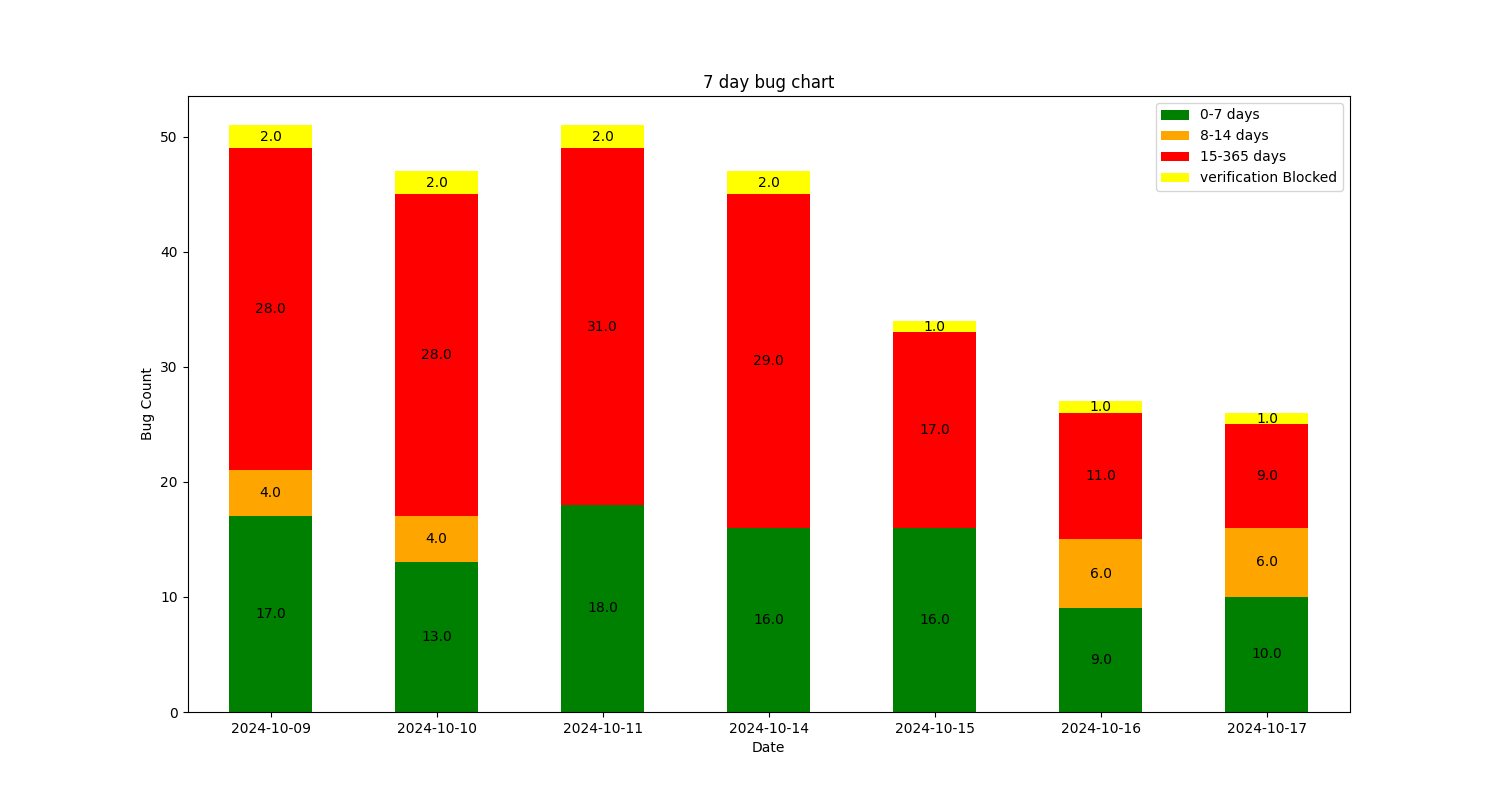 7 day bug chart
0-7 days
8-14 days
15-365 days
verification Blocked
Bug Count
50
40
30
20
10
0
2.0 2.0 2.0 2.0 1.0 1.0 1.0
28.0 28.0 31.0 29.0 17.0 11.0 9.0
4.0 4.0 6.0 6.0
17.0 13.0 18.0 16.0 16.0 9.0 10.0
2024-10-09 2024-10-10 2024-10-11 2024-10-14 2024-10-15 2024-10-16 2024-10-17
Date